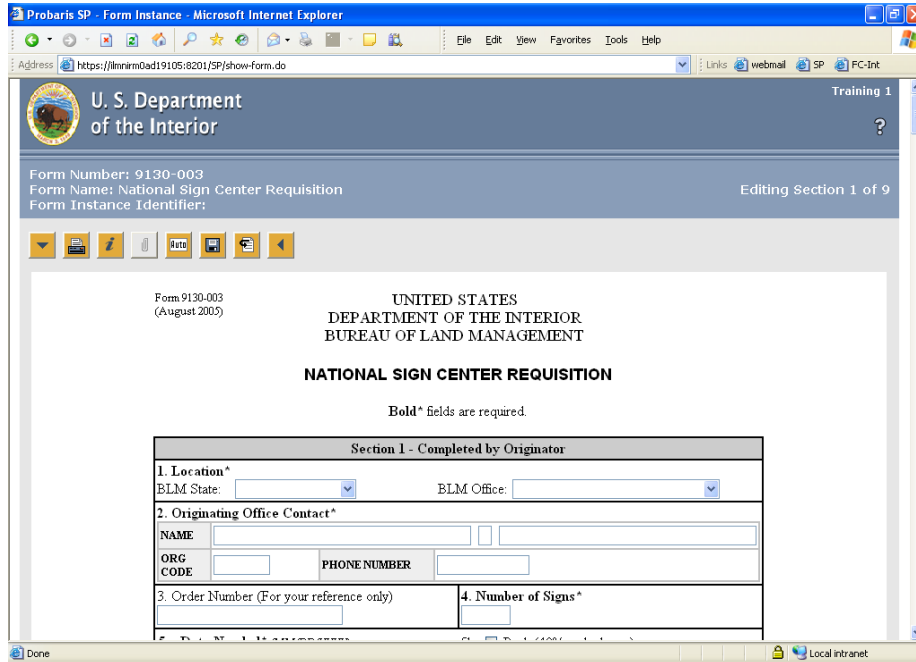 Probaris SP - Form Instance - Microsoft Internet Explorer
File Edit View Favorites Tools Help
Address https://ilmnirm0ad19105:8201/SP/show-form.do Links webmail SP FC-Int
U. S. Department
of the Interior
Training 1
?
Form Number: 9130-003
Form Name: National Sign Center Requisition
Form Instance Identifier:
Editing Section 1 of 9
i Auto
Form 9130-003
(August 2005)
UNITED STATES
DEPARTMENT OF THE INTERIOR
BUREAU OF LAND MANAGEMENT
NATIONAL SIGN CENTER REQUISITION
Bold* fields are required.
Section 1 - Completed by Originator
1. Location*
BLM State: BLM Office:
2. Originating Office Contact*
NAME
ORG
CODE
PHONE NUMBER
3. Order Number (For your reference only)
4. Number of Signs*
Done Local intranet